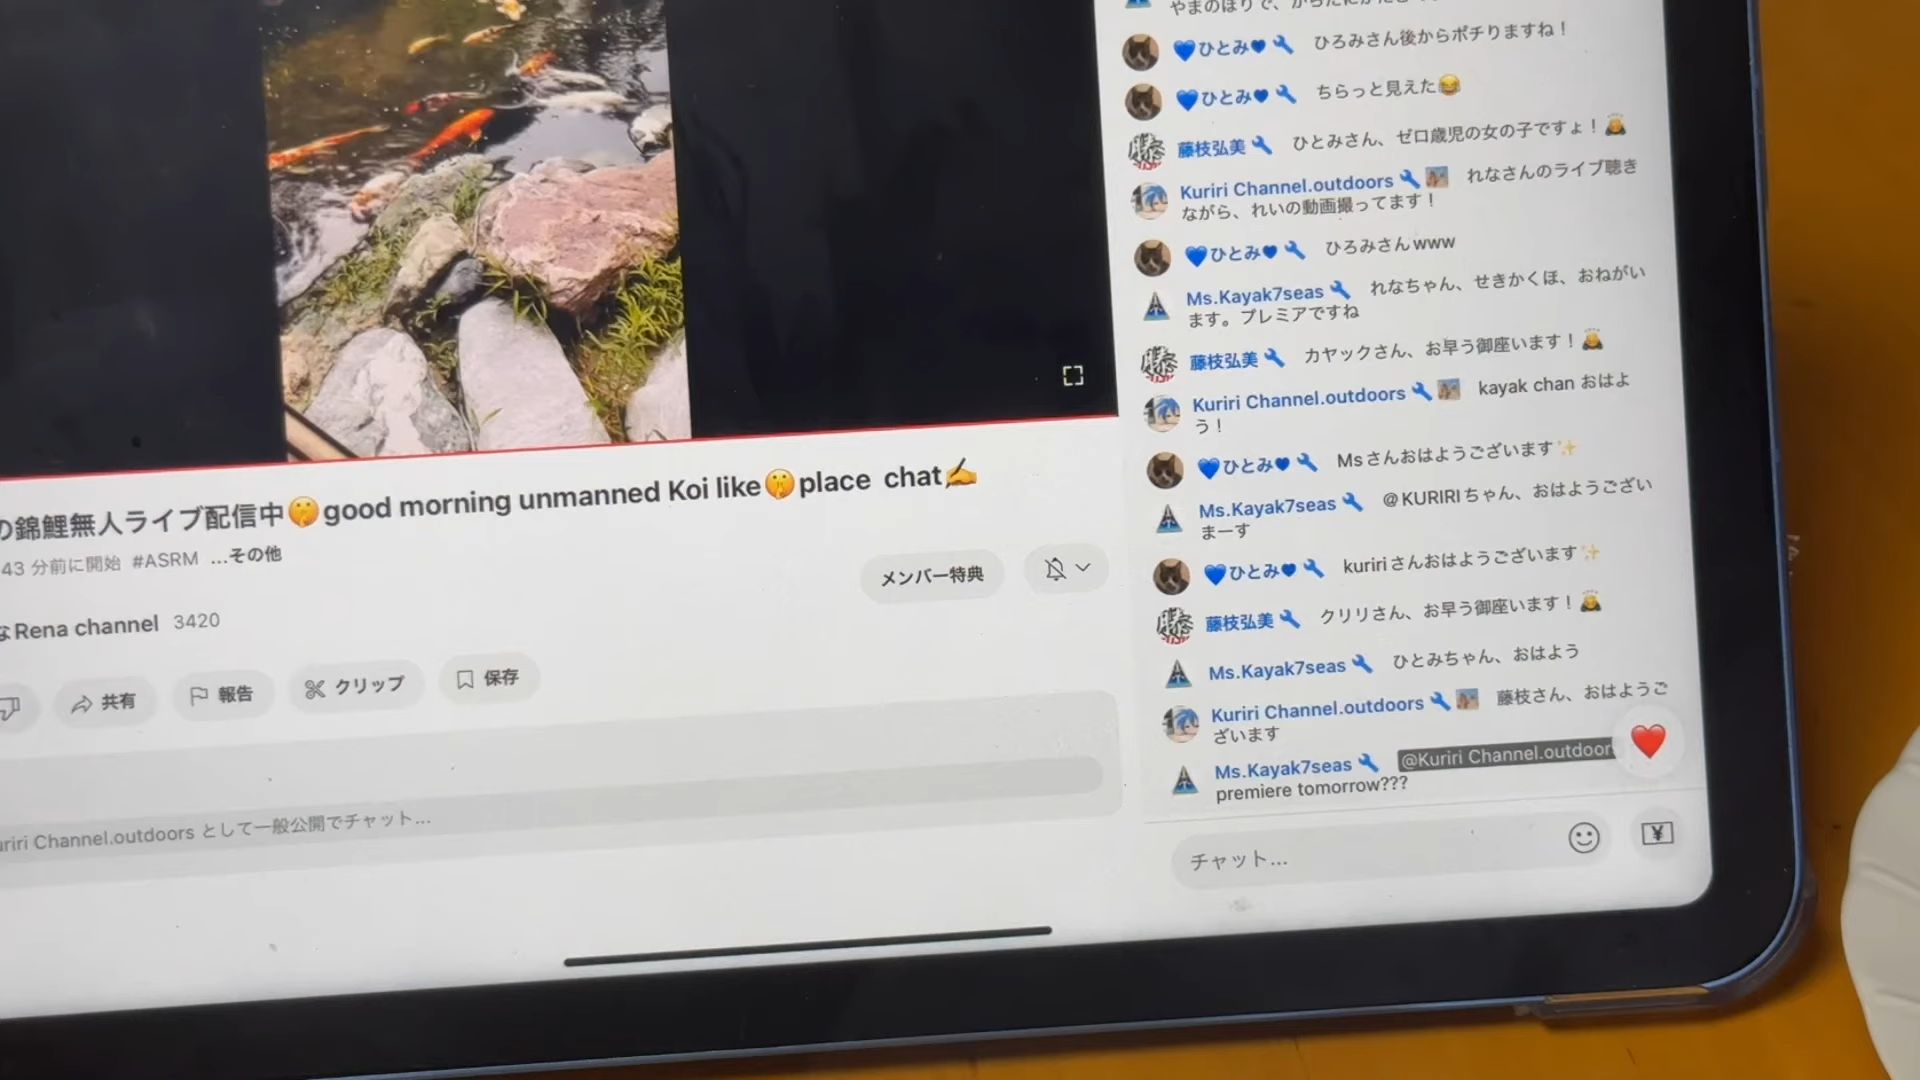 の錦鯉無人ライブ配信中🤫good morning unmanned Koi like🤫place chat✍️
43 分前に開始 #ASRM ...その他
なRena channel 3420
メンバー特典
共有
報告
クリップ
保存
uriri Channel.outdoors として一般公開でチャット...
💙ひとみ♥ ひろみさん後からポチりますね！
💙ひとみ♥ ちらっと見えた😂
藤枝弘美 ひとみさん、ゼロ歳児の女の子ですょ！🙇
Kuriri Channel.outdoors れなさんのライブ聴き
ながら、れいの動画撮ってます！
💙ひとみ♥ ひろみさんwww
Ms.Kayak7seas れなちゃん、せきかくほ、おねがい
ます。プレミアですね
藤枝弘美 カヤックさん、お早う御座います！🙇
Kuriri Channel.outdoors kayak chan おはよ
う！
💙ひとみ♥ Msさんおはようございます✨
Ms.Kayak7seas @KURIRIちゃん、おはようござい
まーす
💙ひとみ♥ kuririさんおはようございます✨
藤枝弘美 クリリさん、お早う御座います！🙇
Ms.Kayak7seas ひとみちゃん、おはよう
Kuriri Channel.outdoors 藤枝さん、おはようご
ざいます
Ms.Kayak7seas @Kuriri Channel.outdoor
premiere tomorrow???
チャット...